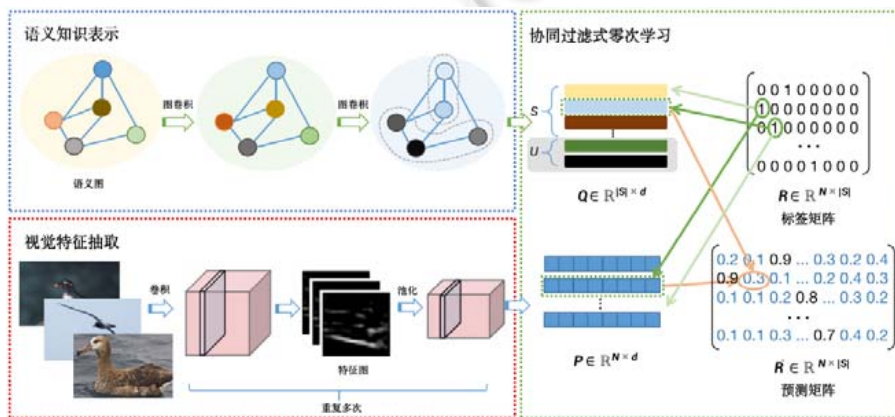 语义知识表示
图卷积
图卷积
语义图
视觉特征抽取
卷积
池化
特征图
重复多次
协同过滤式零次学习
S
U
Q ∈ ℝ |S| × d
0 0 1 0 0 0 0 0
1 0 0 0 0 0 0 0
0 1 0 0 0 0 0 0
...
0 0 0 0 1 0 0 0
R ∈ ℝ N × |S|
标签矩阵
P ∈ ℝ N × d
0.2 0.1 0.9 ... 0.3 0.2 0.4
0.9 0.3 0.1 ... 0.2 0.4 0.3
0.1 0.1 0.2 0.8 ... 0.3 0.2
...
0.1 0.1 0.3 ... 0.7 0.4 0.2
R̂ ∈ ℝ N × |S|
预测矩阵